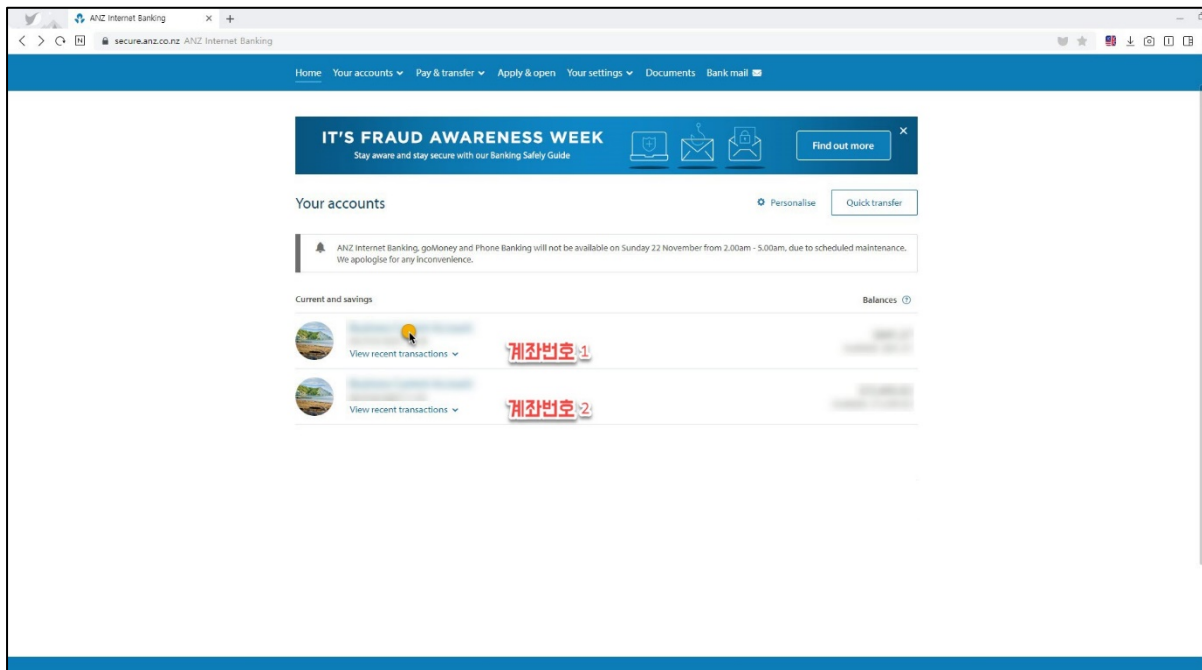 ANZ Internet Banking
secure.anz.co.nz ANZ Internet Banking
Home Your accounts Pay & transfer Apply & open Your settings Documents Bank mail
IT'S FRAUD AWARENESS WEEK
Stay aware and stay secure with our Banking Safely Guide
Find out more
Your accounts
Personalise
Quick transfer
ANZ Internet Banking, goMoney and Phone Banking will not be available on Sunday 22 November from 2.00am - 5.00am, due to scheduled maintenance.
We apologise for any inconvenience.
Current and savings
Balances
View recent transactions
계좌번호 1
View recent transactions
계좌번호 2